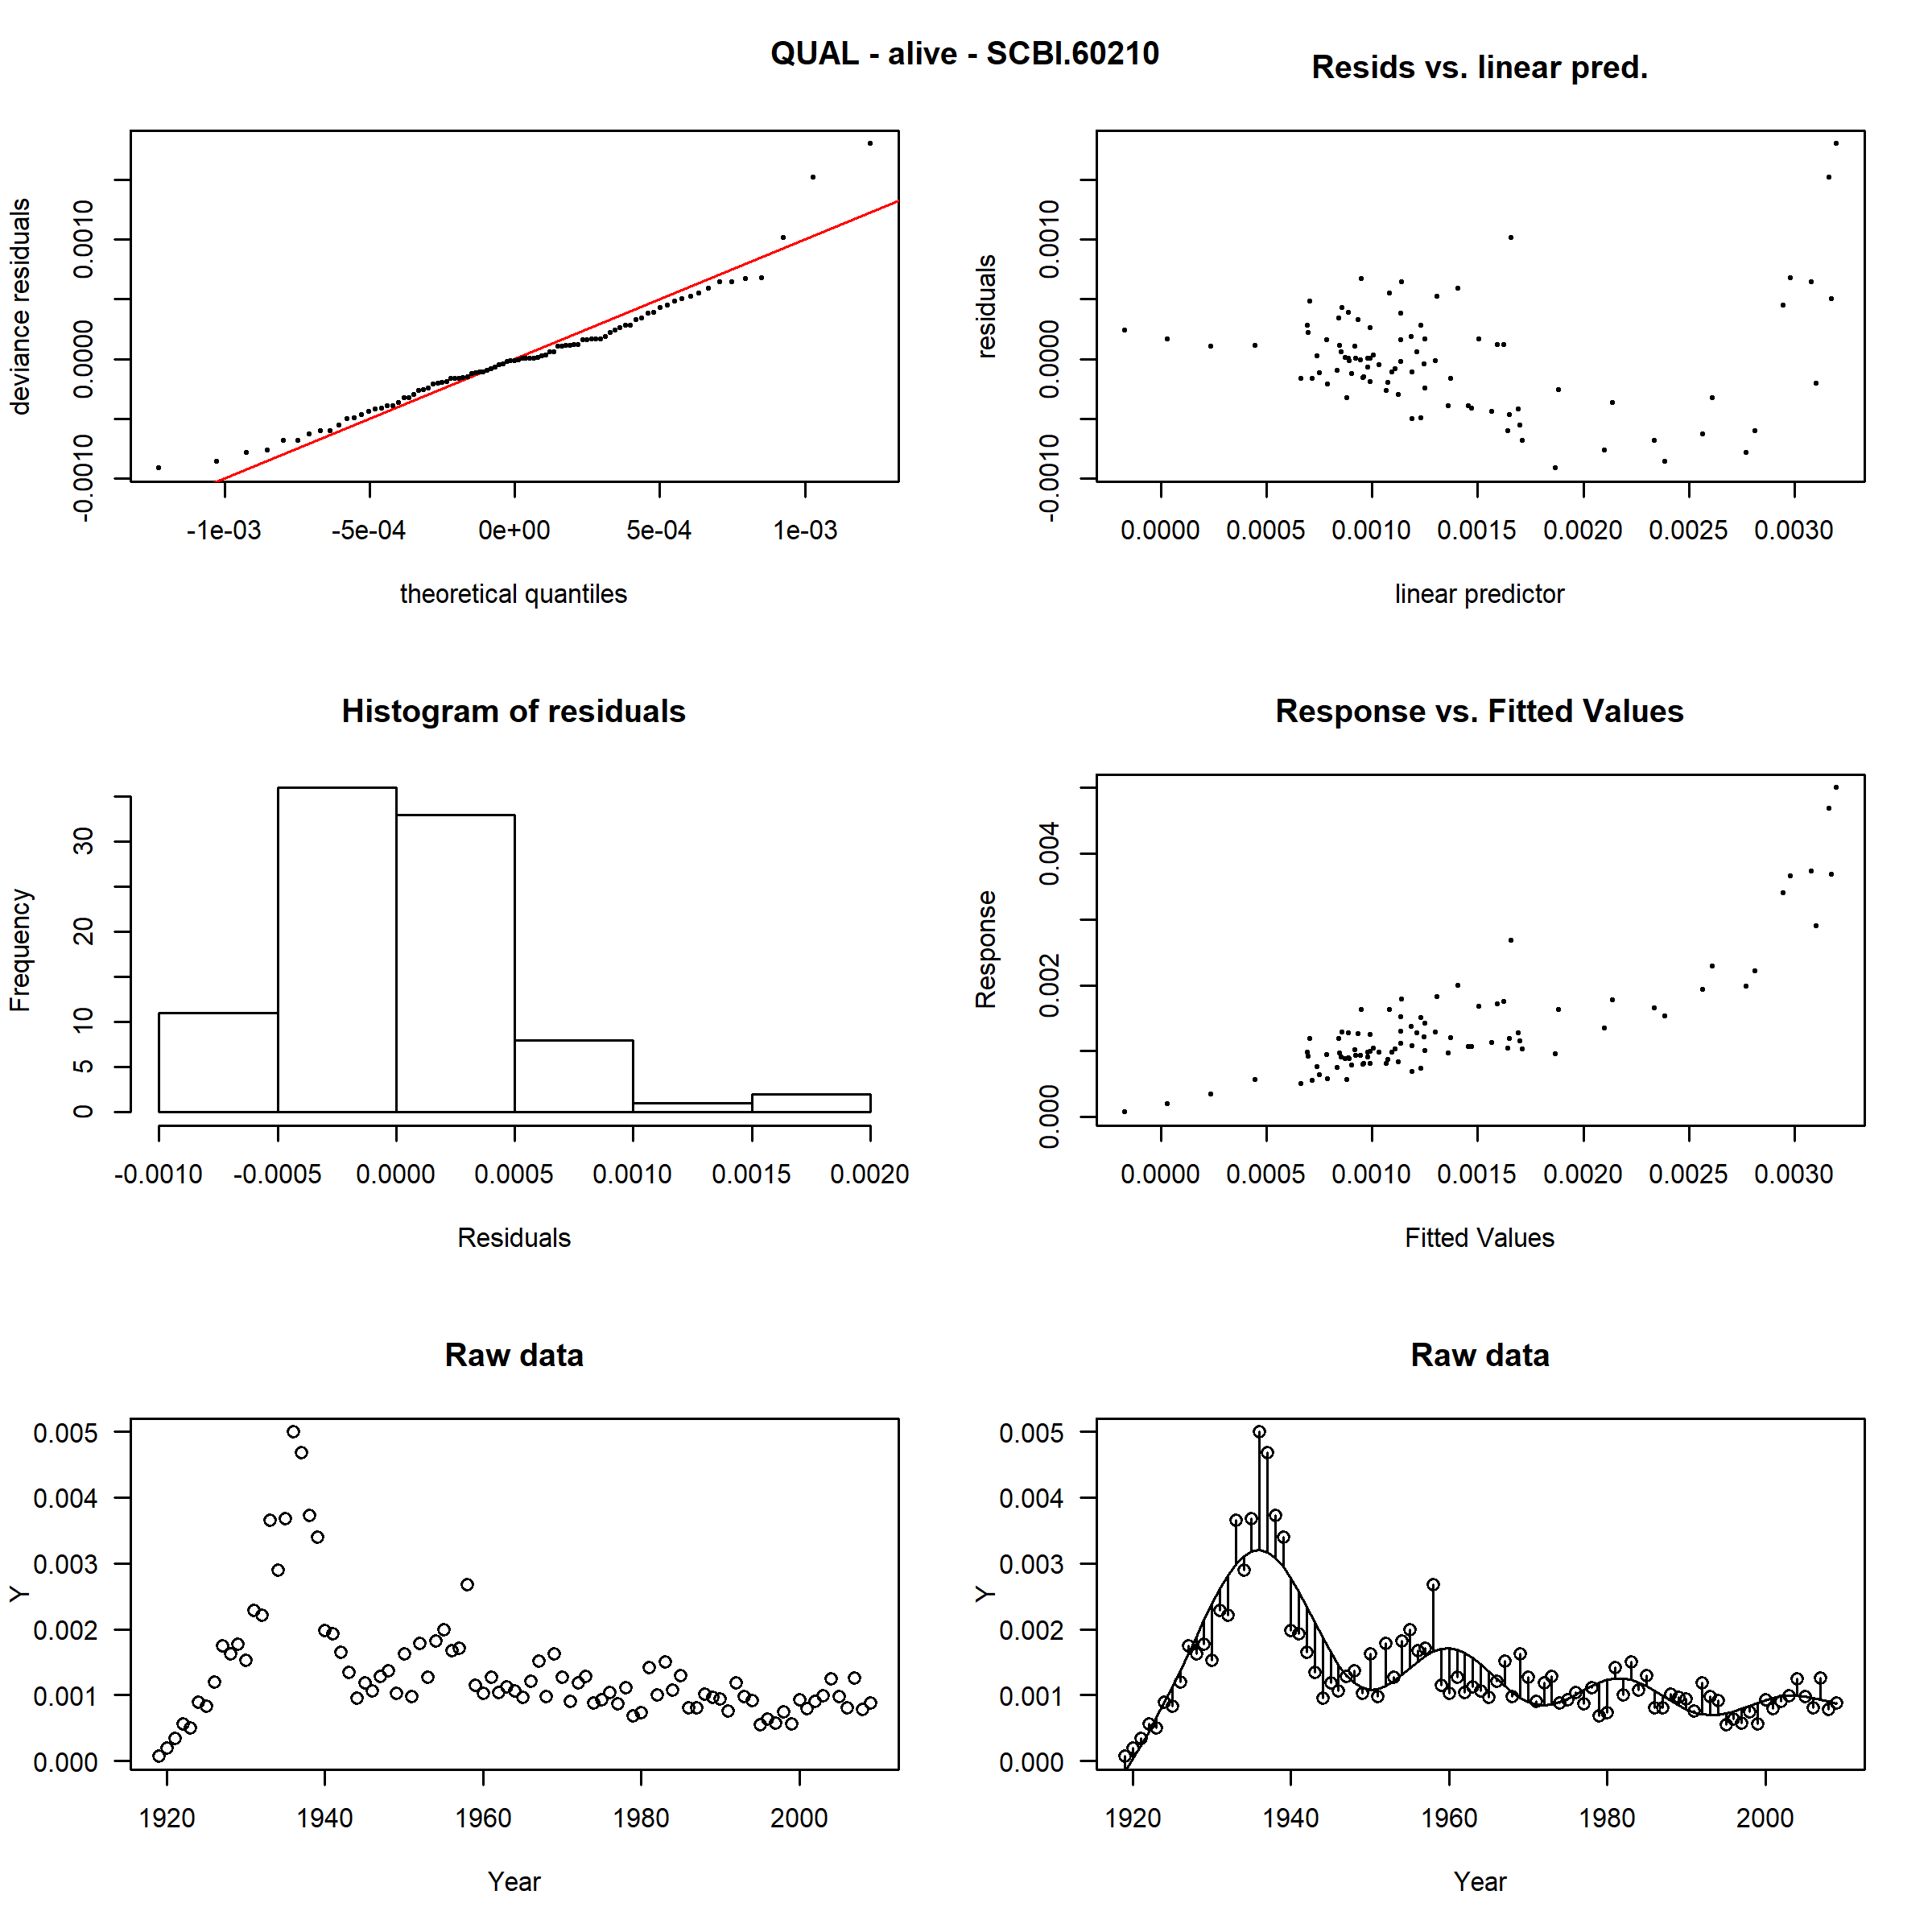 QUAL - alive - SCBI.60210
Resids vs. linear pred.
deviance residuals
-0.0010 0.0000 0.0010
-1e-03 -5e-04 0e+00 5e-04 1e-03
theoretical quantiles
residuals
-0.0010 0.0000 0.0010
0.0000 0.0005 0.0010 0.0015 0.0020 0.0025 0.0030
linear predictor
Histogram of residuals
Frequency
0 5 10 20 30
-0.0010 -0.0005 0.0000 0.0005 0.0010 0.0015 0.0020
Residuals
Response vs. Fitted Values
Response
0.000 0.002 0.004
0.0000 0.0005 0.0010 0.0015 0.0020 0.0025 0.0030
Fitted Values
Raw data
Y
0.005
0.004
0.003
0.002
0.001
0.000
1920 1940 1960 1980 2000
Year
Raw data
Y
0.005
0.004
0.003
0.002
0.001
0.000
1920 1940 1960 1980 2000
Year